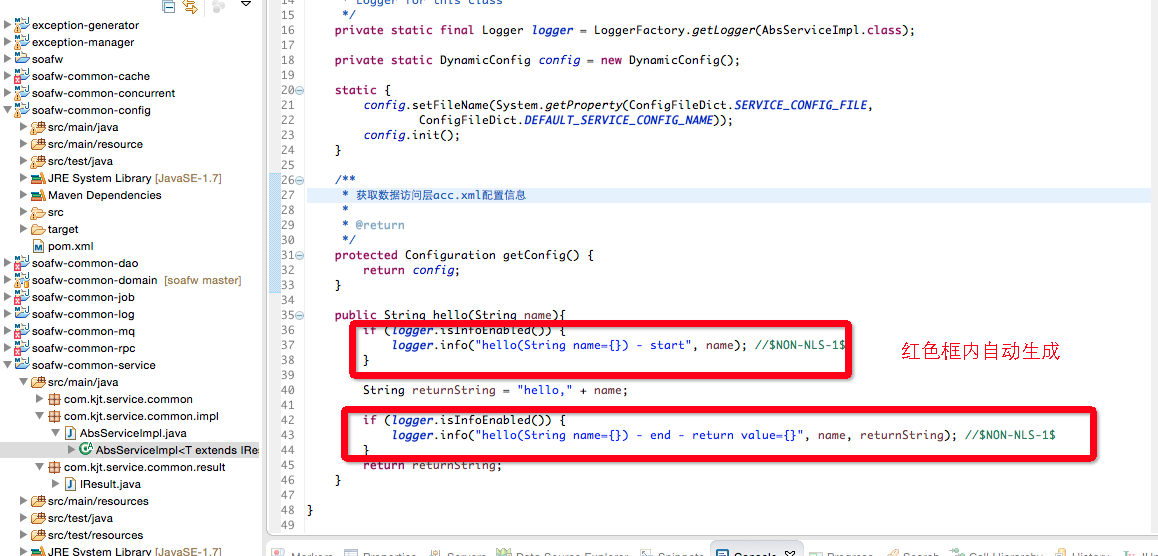 exception-generator
exception-manager
soafw
soafw-common-cache
soafw-common-concurrent
soafw-common-config
src/main/java
src/main/resource
src/test/java
JRE System Library [JavaSE-1.7]
Maven Dependencies
src
target
pom.xml
soafw-common-dao
soafw-common-domain [soafw master]
soafw-common-job
soafw-common-log
soafw-common-mq
soafw-common-rpc
soafw-common-service
src/main/java
com.kjt.service.common
com.kjt.service.common.impl
AbsServiceImpl.java
AbsServiceImpl<T extends IRes
com.kjt.service.common.result
IResult.java
src/main/resources
src/test/java
src/test/resources
JRE System Library [JavaSE-1.7]
14 * Logger for this class
15 */
16 private static final Logger logger = LoggerFactory.getLogger(AbsServiceImpl.class);
17
18 private static DynamicConfig config = new DynamicConfig();
19
20 static {
21 config.setFileName(System.getProperty(ConfigFileDict.SERVICE_CONFIG_FILE,
22 ConfigFileDict.DEFAULT_SERVICE_CONFIG_NAME));
23 config.init();
24 }
25
26 /**
27 * 获取数据访问层acc.xml配置信息
28 *
29 * @return
30 */
31 protected Configuration getConfig() {
32 return config;
33 }
34
35 public String hello(String name){
36 if (logger.isInfoEnabled()) {
37 logger.info("hello(String name={}) - start", name); //$NON-NLS-1$
38 }
39
40 String returnString = "hello," + name;
41
42 if (logger.isInfoEnabled()) {
43 logger.info("hello(String name={}) - end - return value={}", name, returnString); //$NON-NLS-1$
44 }
45 return returnString;
46 }
47
48 }
49
红色框内自动生成
Markers Properties Servers Data Source Explorer Snippets Console Progress Search Call Hierarchy History